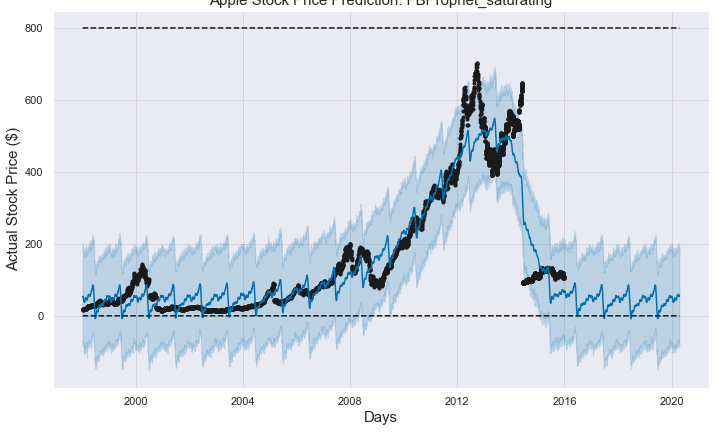 Apple Stock Price Prediction: FBProphet_saturating
800
600
400
200
0
Actual Stock Price ($)
2000 2004 2008 2012 2016 2020
Days